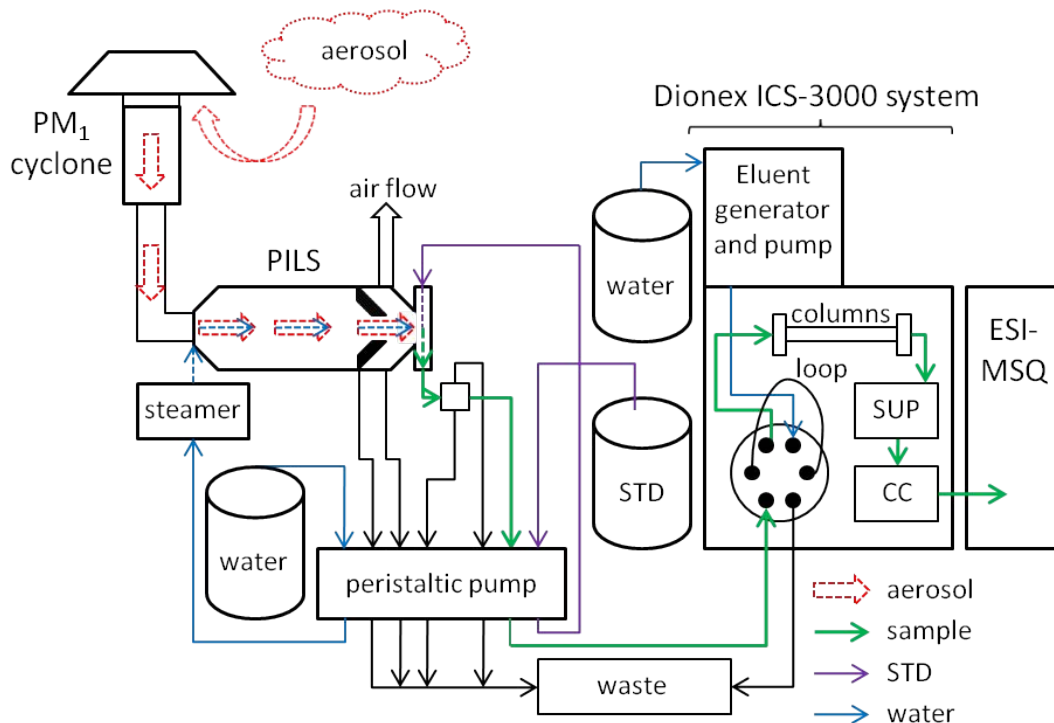 aerosol
Dionex ICS-3000 system
PM₁
cyclone
air flow
Eluent
generator
and pump
PILS
water
columns
ESI-
MSQ
loop
steamer
SUP
STD
CC
water
peristaltic pump
aerosol
sample
waste
STD
water